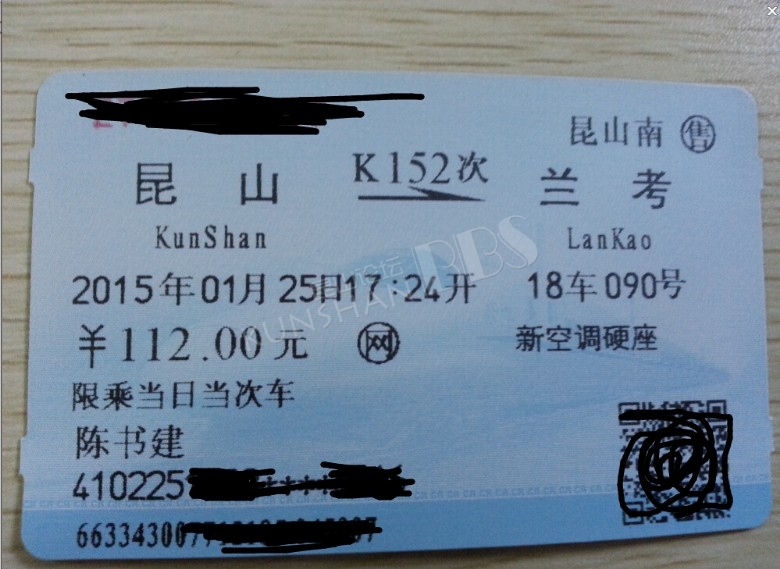 昆山南 售
昆山 K152次 兰考
KunShan LanKao
2015年01月25日17:24开 18车090号
¥112.00元 网 新空调硬座
限乘当日当次车
陈书建
410225
66334300
BBS